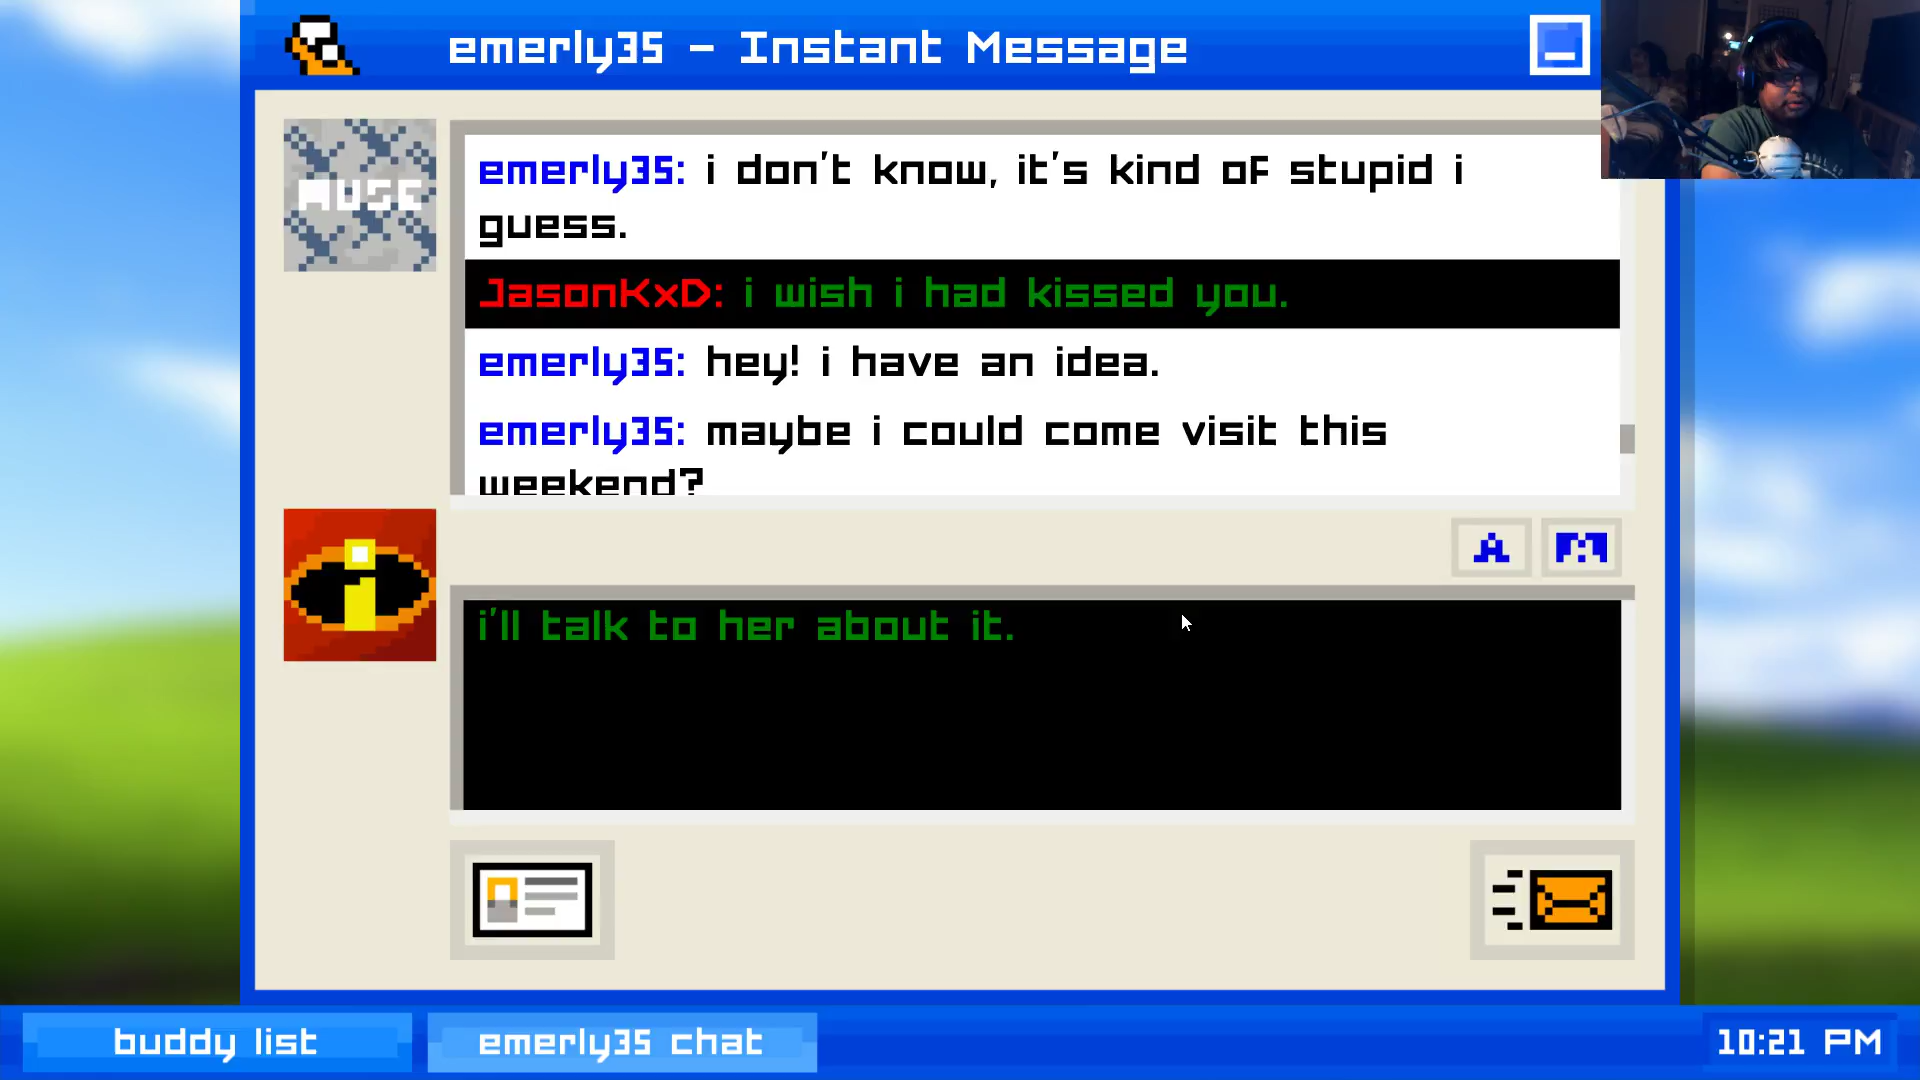 emerly35 - Instant Message
MUSE
emerly35: i don't know, it's kind of stupid i
guess.
JasonKxD: i wish i had kissed you.
emerly35: hey! i have an idea.
emerly35: maybe i could come visit this
weekend?
A
i'll talk to her about it.
buddy list
emerly35 chat
10:21 PM